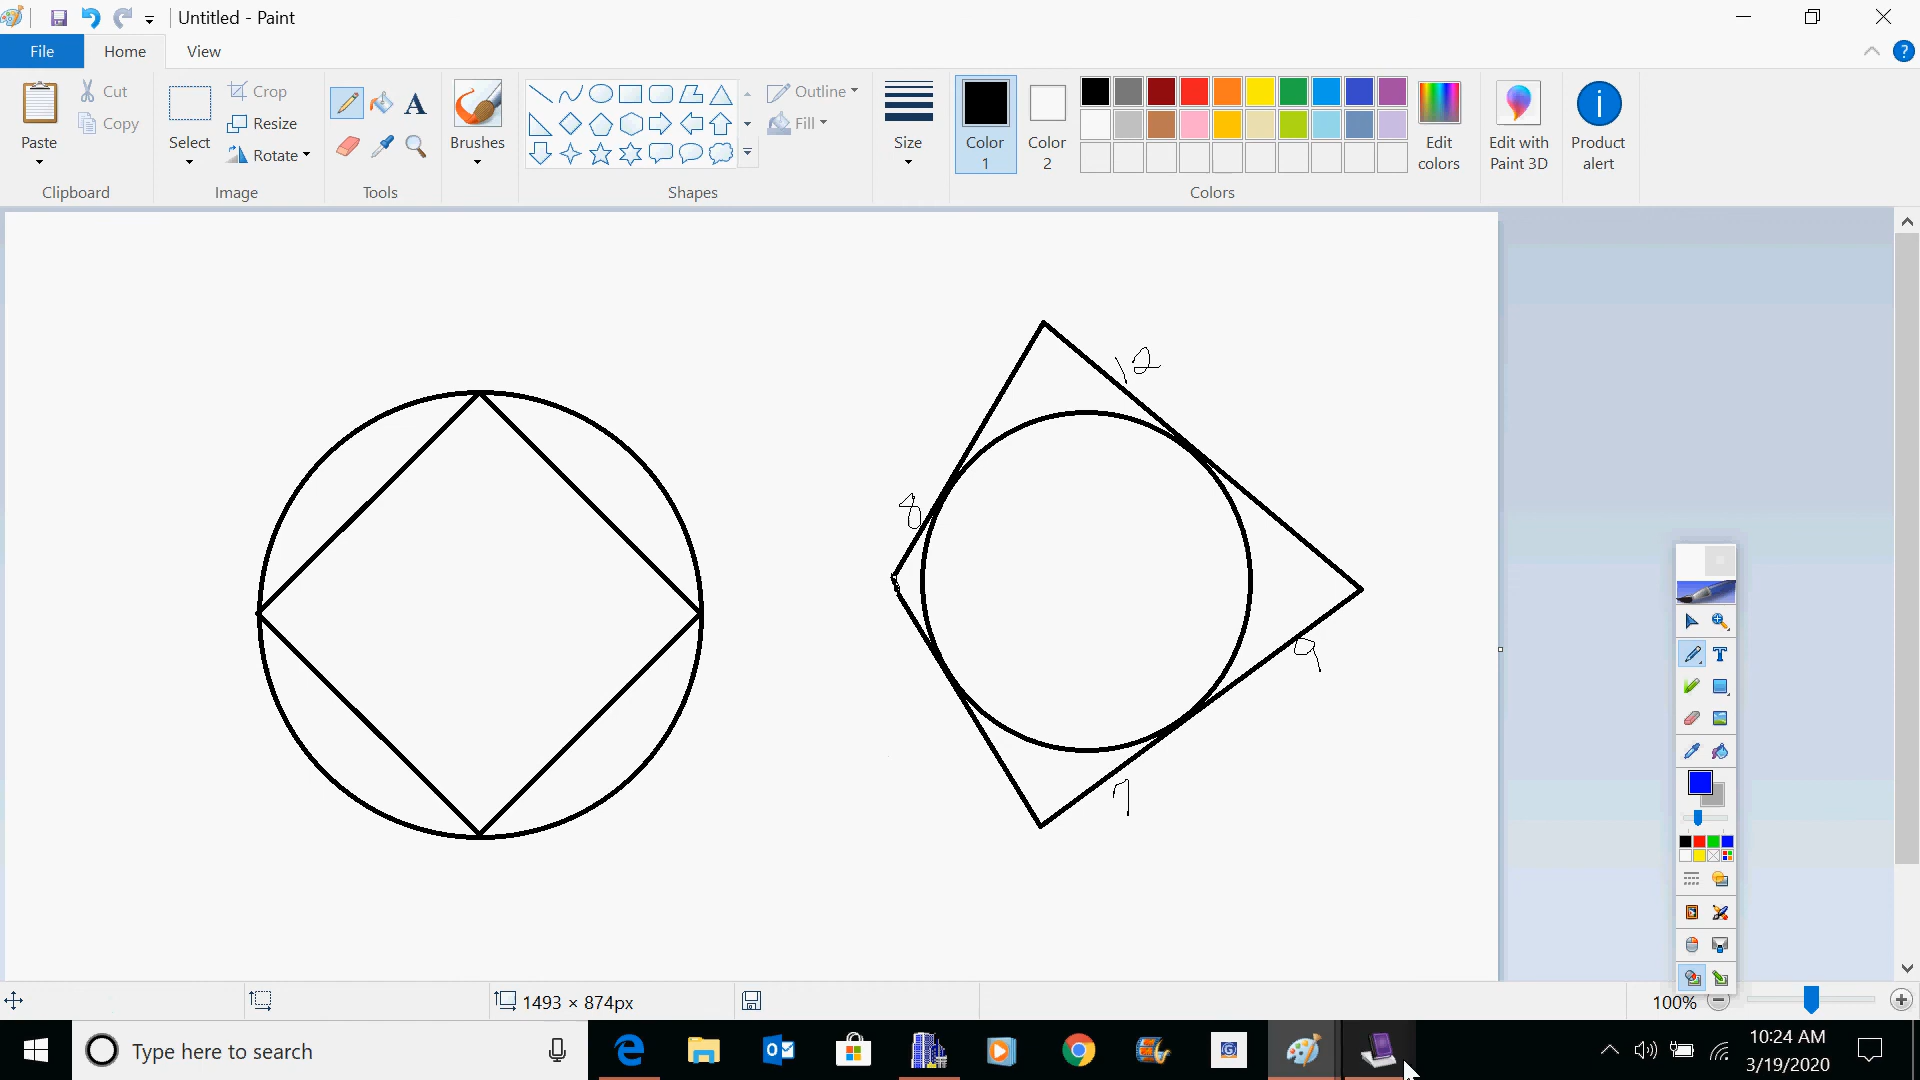 Untitled - Paint
File Home View
Paste Cut Copy Clipboard
Select Crop Resize Rotate Image
Tools
Brushes
Shapes
Outline Fill
Size
Color 1
Color 2
Edit colors
Colors
Edit with Paint 3D
Product alert
12
8
9
7
1493 × 874px
100%
Type here to search
10:24 AM
3/19/2020